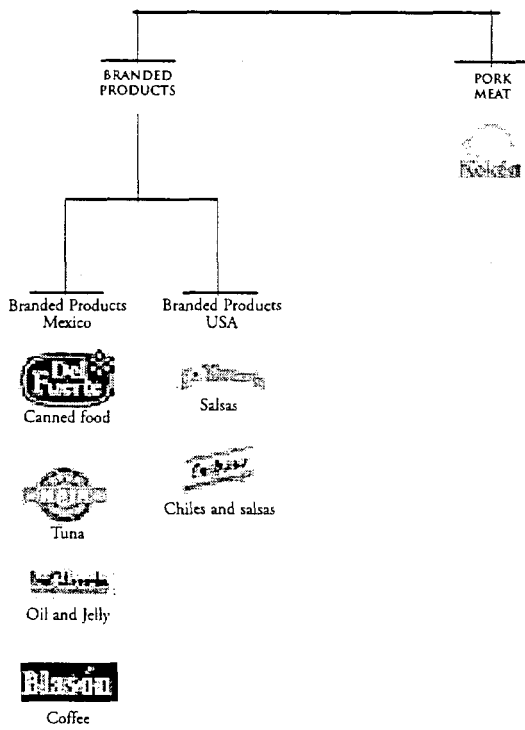 BRANDED
PRODUCTS
PORK
MEAT
Branded Products
Mexico
Branded Products
USA
Del
Fuerte
Canned food
Salsas
Chiles and salsas
Tuna
Oil and Jelly
Blasón
Coffee